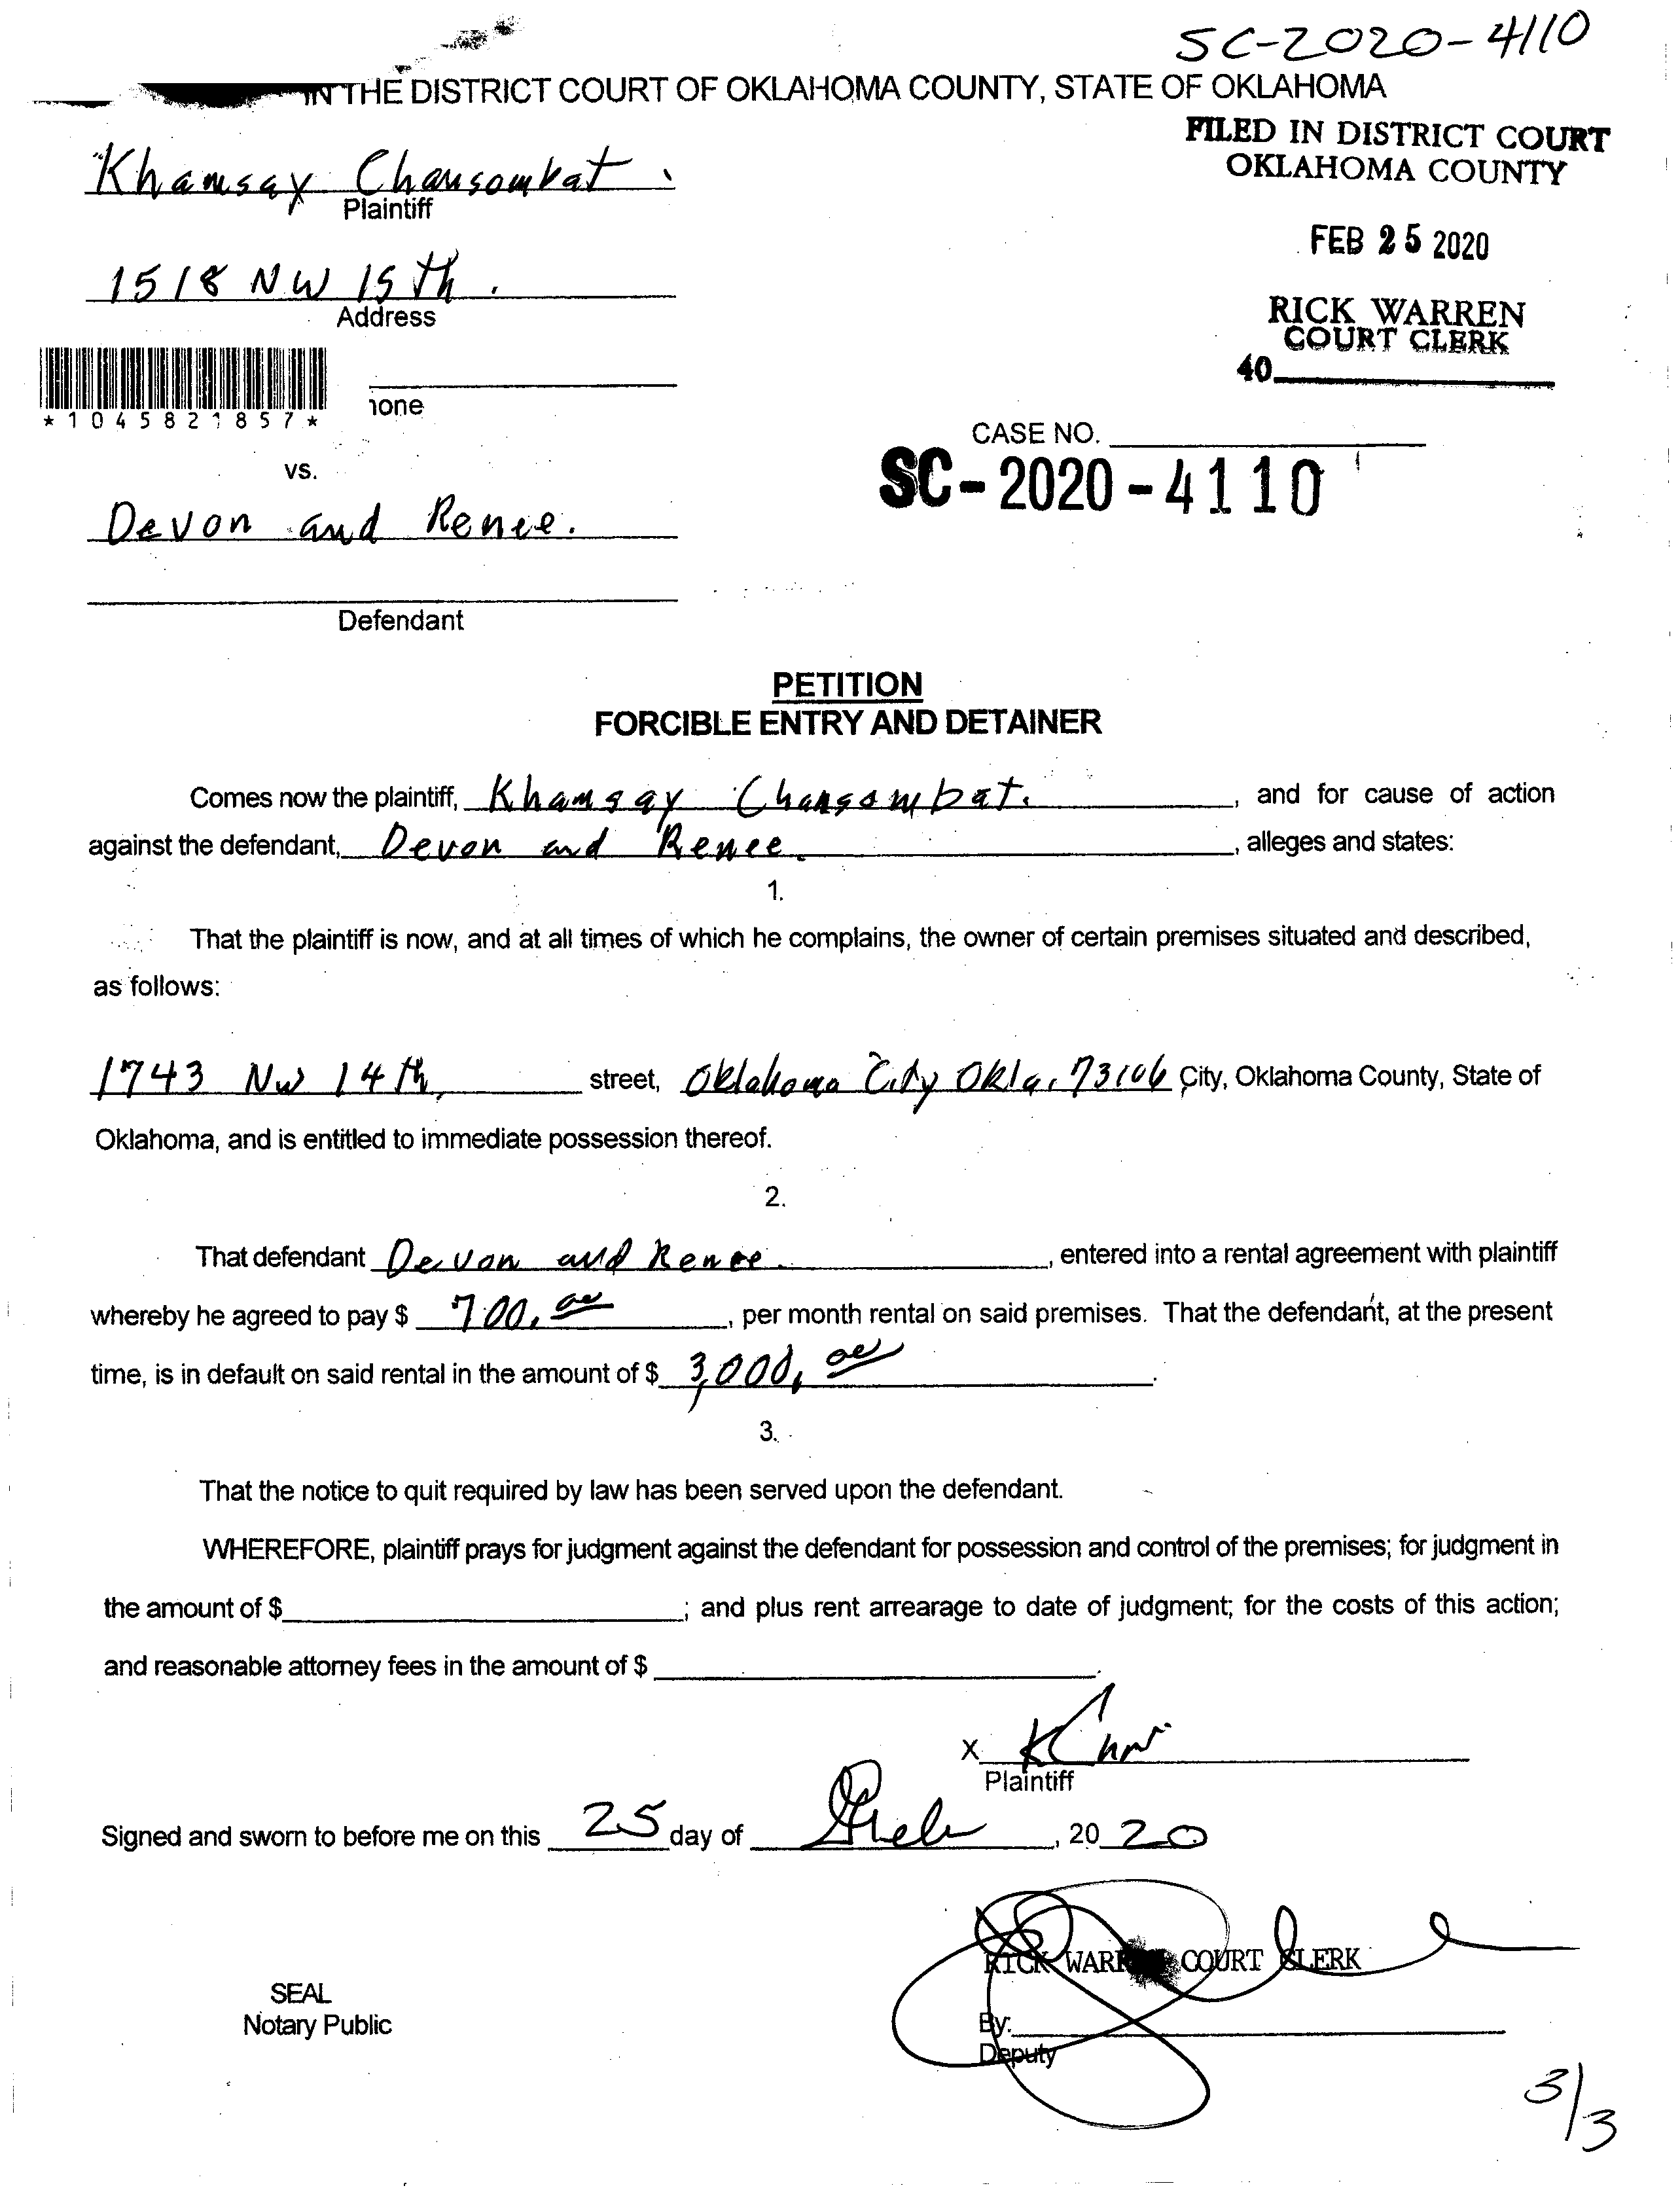 SC-2020-4110
IN THE DISTRICT COURT OF OKLAHOMA COUNTY, STATE OF OKLAHOMA
FILED IN DISTRICT COURT
OKLAHOMA COUNTY
Khamsay Chansombat.
Plaintiff
FEB 25 2020
1518 NW 15th.
Address
RICK WARREN
COURT CLERK
40
hone
*1045821857*
CASE NO.
SC-2020-4110
vs.
Devon and Renee.
Defendant
PETITION
FORCIBLE ENTRY AND DETAINER
Comes now the plaintiff, Khamsay Chansombat. , and for cause of action
against the defendant, Devon and Renee. , alleges and states:
1.
That the plaintiff is now, and at all times of which he complains, the owner of certain premises situated and described,
as follows:
1743 NW 14th, street, Oklahoma City Okla. 73106 City, Oklahoma County, State of
Oklahoma, and is entitled to immediate possession thereof.
2.
That defendant Devon and Renee. , entered into a rental agreement with plaintiff
whereby he agreed to pay $ 700.00 , per month rental on said premises. That the defendant, at the present
time, is in default on said rental in the amount of $ 3,000.00 .
3.
That the notice to quit required by law has been served upon the defendant.
WHEREFORE, plaintiff prays for judgment against the defendant for possession and control of the premises; for judgment in
the amount of $ ; and plus rent arrearage to date of judgment; for the costs of this action;
and reasonable attorney fees in the amount of $ .
X
Plaintiff
Signed and sworn to before me on this 25 day of Feb , 2020
RICK WARREN COURT CLERK
SEAL
Notary Public
By:
Deputy
3/3